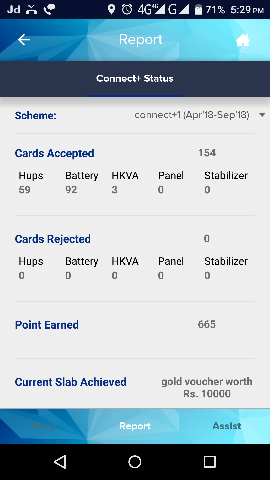 Jd 4G G 71% 5:29 PM
Report
Connect+ Status
Scheme: connect+1 (Apr'18-Sep'18)
Cards Accepted 154
Hups Battery HKVA Panel Stabilizer
59 92 3 0 0
Cards Rejected 0
Hups Battery HKVA Panel Stabilizer
0 0 0 0 0
Point Earned 665
Current Slab Achieved gold voucher worth
Rs. 10000
Report Assist